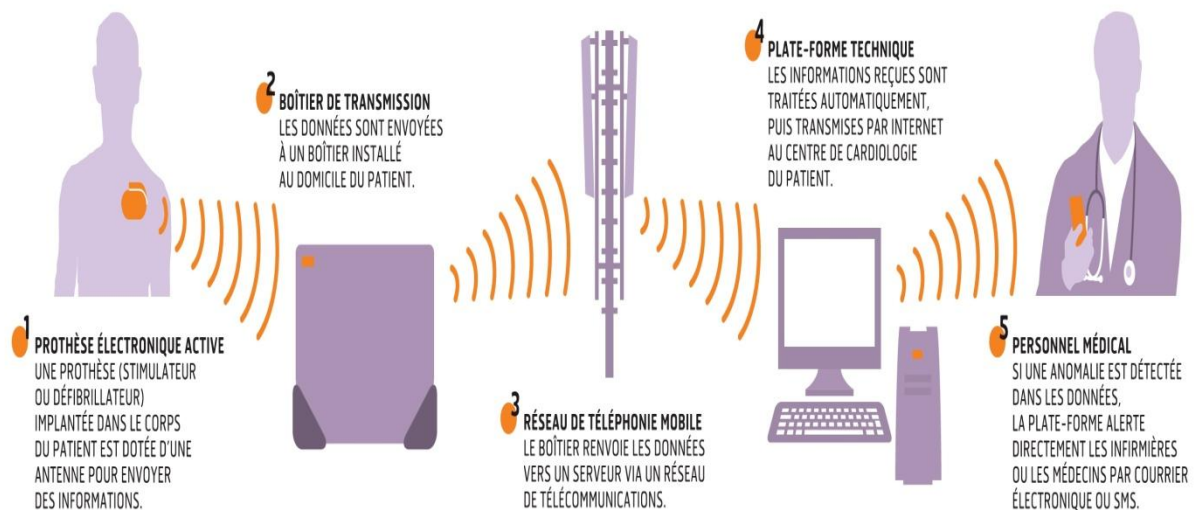 1 PROTHÈSE ÉLECTRONIQUE ACTIVE
UNE PROTHÈSE (STIMULATEUR
OU DÉFIBRILLATEUR)
IMPLANTÉE DANS LE CORPS
DU PATIENT EST DOTÉE D'UNE
ANTENNE POUR ENVOYER
DES INFORMATIONS.
2 BOÎTIER DE TRANSMISSION
LES DONNÉES SONT ENVOYÉES
À UN BOÎTIER INSTALLÉ
AU DOMICILE DU PATIENT.
3 RÉSEAU DE TÉLÉPHONIE MOBILE
LE BOÎTIER RENVOIE LES DONNÉES
VERS UN SERVEUR VIA UN RÉSEAU
DE TÉLÉCOMMUNICATIONS.
4 PLATE-FORME TECHNIQUE
LES INFORMATIONS REÇUES SONT
TRAITÉES AUTOMATIQUEMENT,
PUIS TRANSMISES PAR INTERNET
AU CENTRE DE CARDIOLOGIE
DU PATIENT.
5 PERSONNEL MÉDICAL
SI UNE ANOMALIE EST DÉTECTÉE
DANS LES DONNÉES,
LA PLATE-FORME ALERTE
DIRECTEMENT LES INFIRMIÈRES
OU LES MÉDECINS PAR COURRIER
ÉLECTRONIQUE OU SMS.